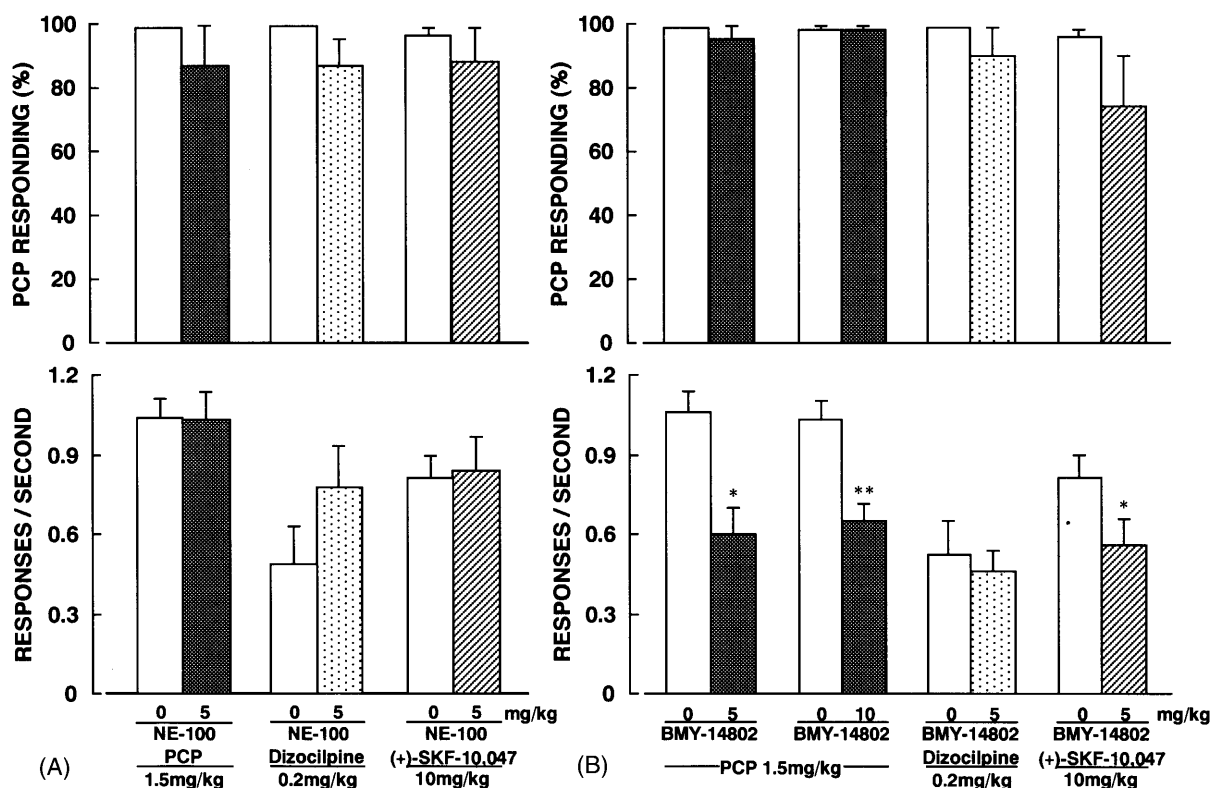 PCP RESPONDING (%)
100
80
60
40
20
0
RESPONSES / SECOND
1.2
0.9
0.6
0.3
0
0 5 0 5 0 5 mg/kg
NE-100 NE-100 NE-100
PCP Dizocilpine (+)-SKF-10,047
1.5mg/kg 0.2mg/kg 10mg/kg
(A)
PCP RESPONDING (%)
100
80
60
40
20
0
RESPONSES / SECOND
1.2
0.9
0.6
0.3
0
* ** *
0 5 0 10 0 5 0 5 mg/kg
BMY-14802 BMY-14802 BMY-14802 BMY-14802
PCP 1.5mg/kg Dizocilpine (+)-SKF-10,047
0.2mg/kg 10mg/kg
(B)